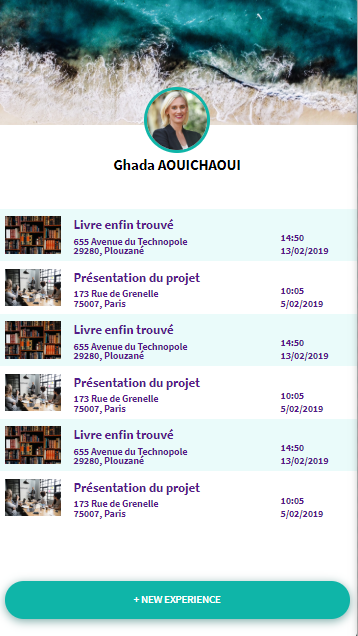 Ghada AOUICHAOUI
Livre enfin trouvé
655 Avenue du Technopole
29280, Plouzané
14:50
13/02/2019
Présentation du projet
173 Rue de Grenelle
75007, Paris
10:05
5/02/2019
Livre enfin trouvé
655 Avenue du Technopole
29280, Plouzané
14:50
13/02/2019
Présentation du projet
173 Rue de Grenelle
75007, Paris
10:05
5/02/2019
Livre enfin trouvé
655 Avenue du Technopole
29280, Plouzané
14:50
13/02/2019
Présentation du projet
173 Rue de Grenelle
75007, Paris
10:05
5/02/2019
+ NEW EXPERIENCE